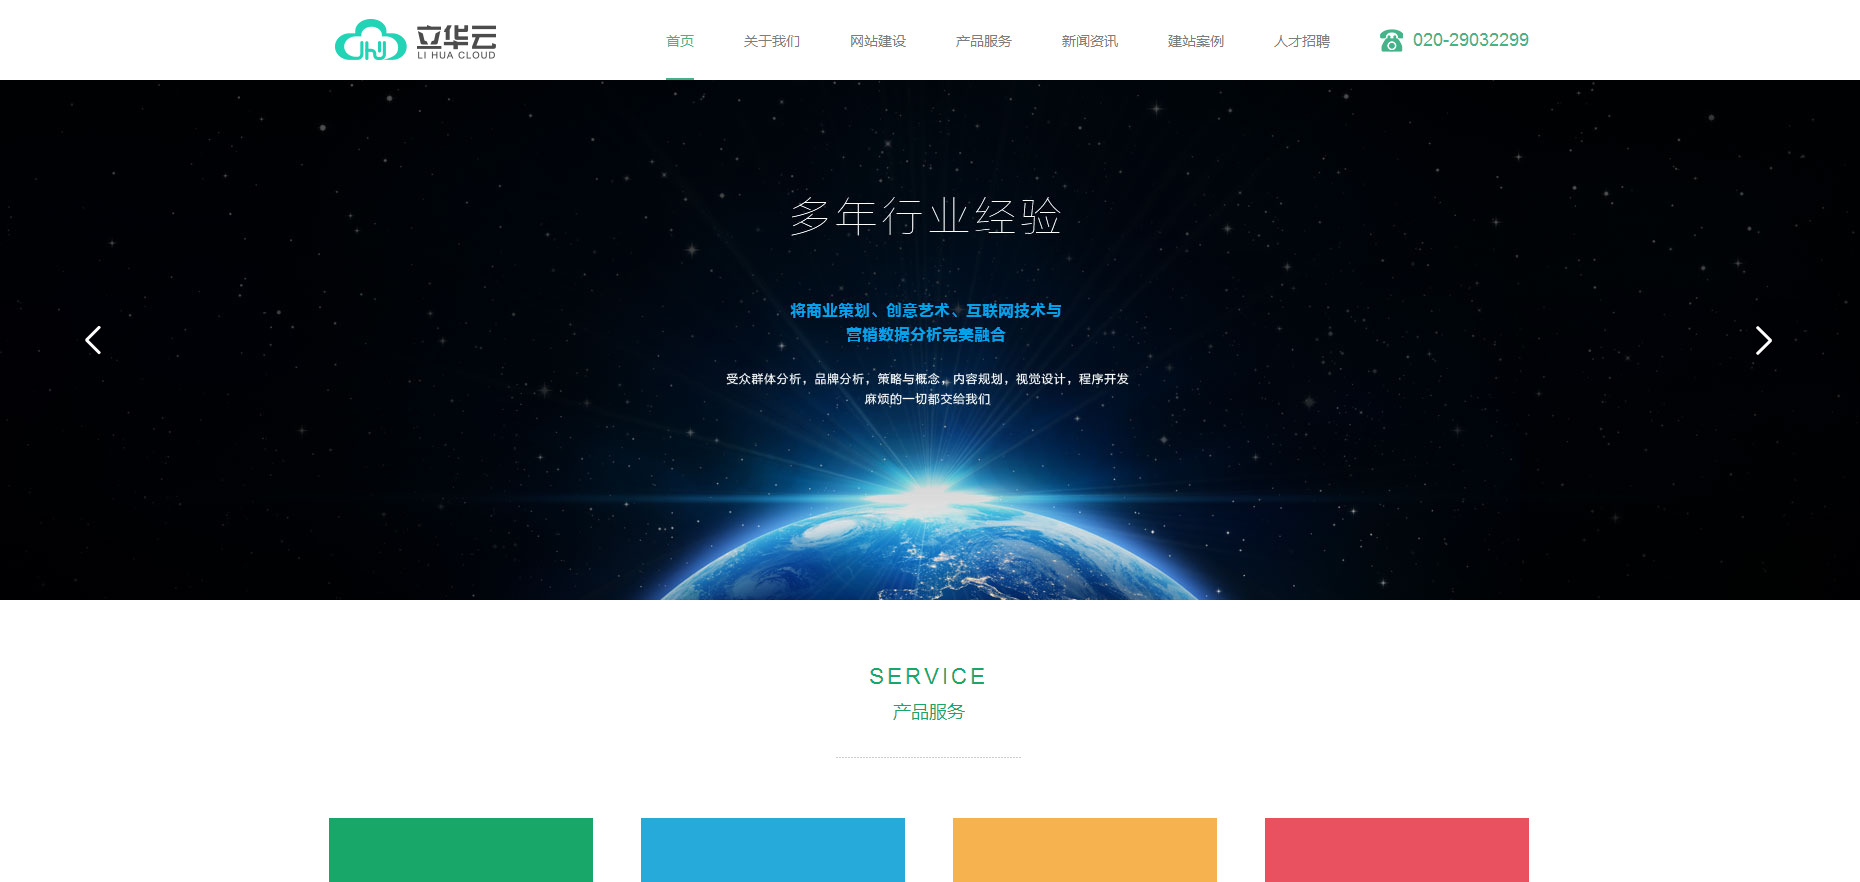 立华云
LI HUA CLOUD
首页
关于我们
网站建设
产品服务
新闻资讯
建站案例
人才招聘
020-29032299
多年行业经验
将商业策划、创意艺术、互联网技术与
营销数据分析完美融合
受众群体分析，品牌分析，策略与概念，内容规划，视觉设计，程序开发
麻烦的一切都交给我们
SERVICE
产品服务